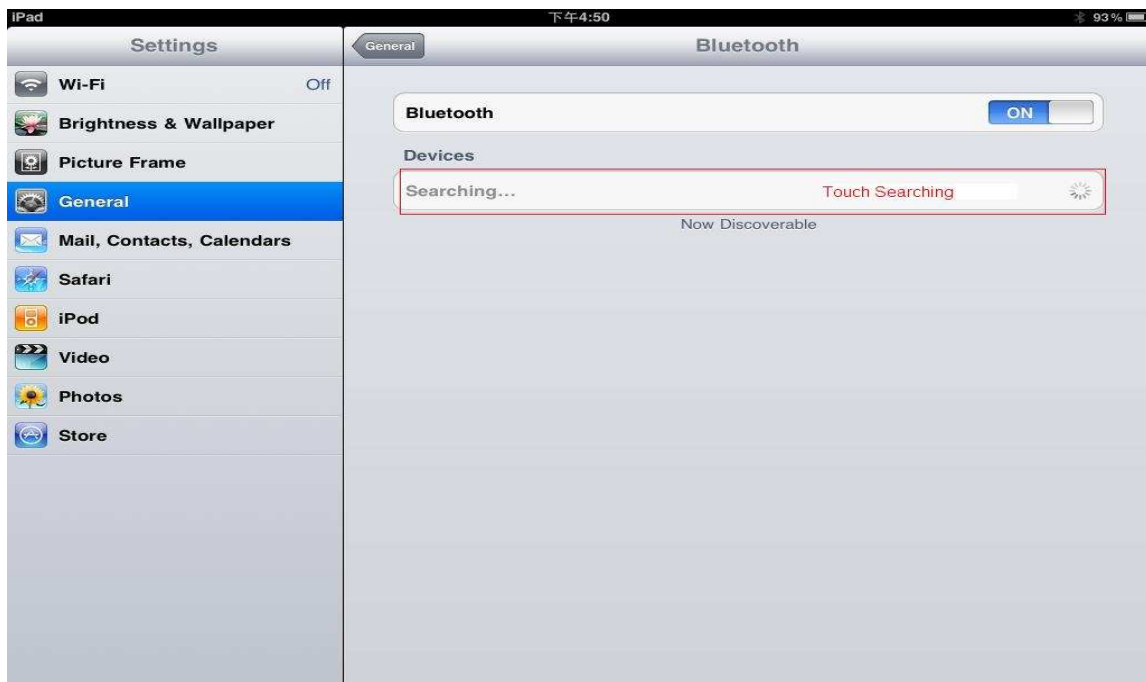 iPad 下午4:50 93%
Settings
Wi-Fi Off
Brightness & Wallpaper
Picture Frame
General
Mail, Contacts, Calendars
Safari
iPod
Video
Photos
Store
General Bluetooth
Bluetooth ON
Devices
Searching... Touch Searching
Now Discoverable